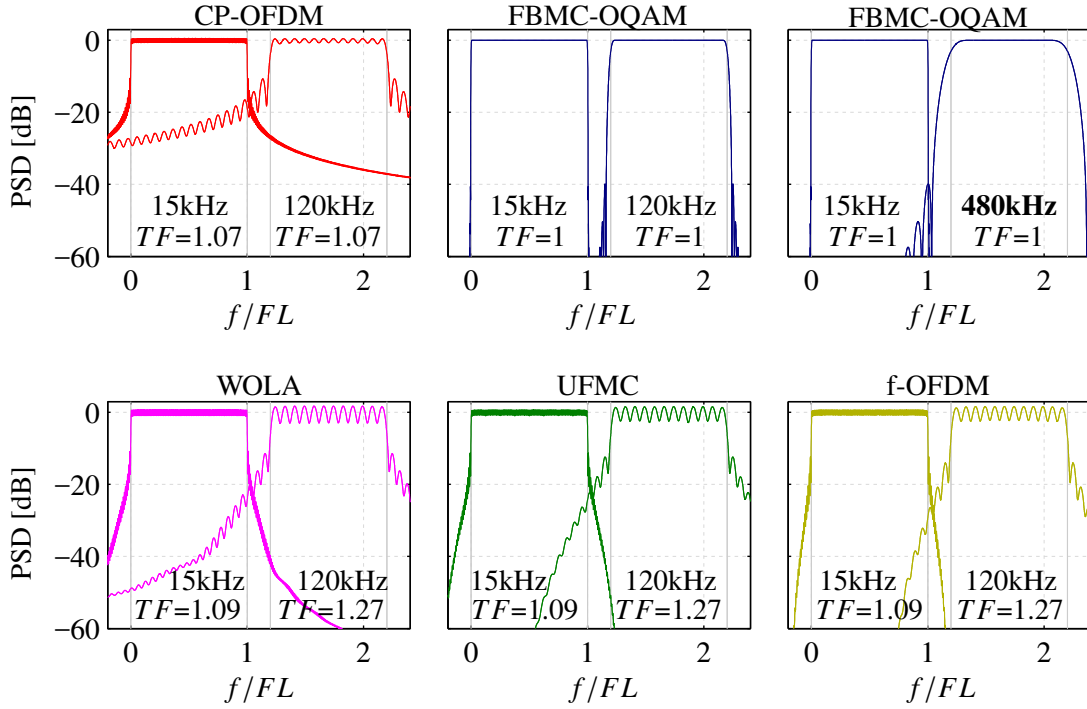 CP-OFDM
FBMC-OQAM
FBMC-OQAM
PSD [dB]
0
−20
−40
−60
15kHz
TF=1.07
120kHz
TF=1.07
15kHz
TF=1
120kHz
TF=1
15kHz
TF=1
480kHz
TF=1
0 1 2
0 1 2
0 1 2
f/FL
f/FL
f/FL
WOLA
UFMC
f-OFDM
PSD [dB]
0
−20
−40
−60
15kHz
TF=1.09
120kHz
TF=1.27
15kHz
TF=1.09
120kHz
TF=1.27
15kHz
TF=1.09
120kHz
TF=1.27
0 1 2
0 1 2
0 1 2
f/FL
f/FL
f/FL